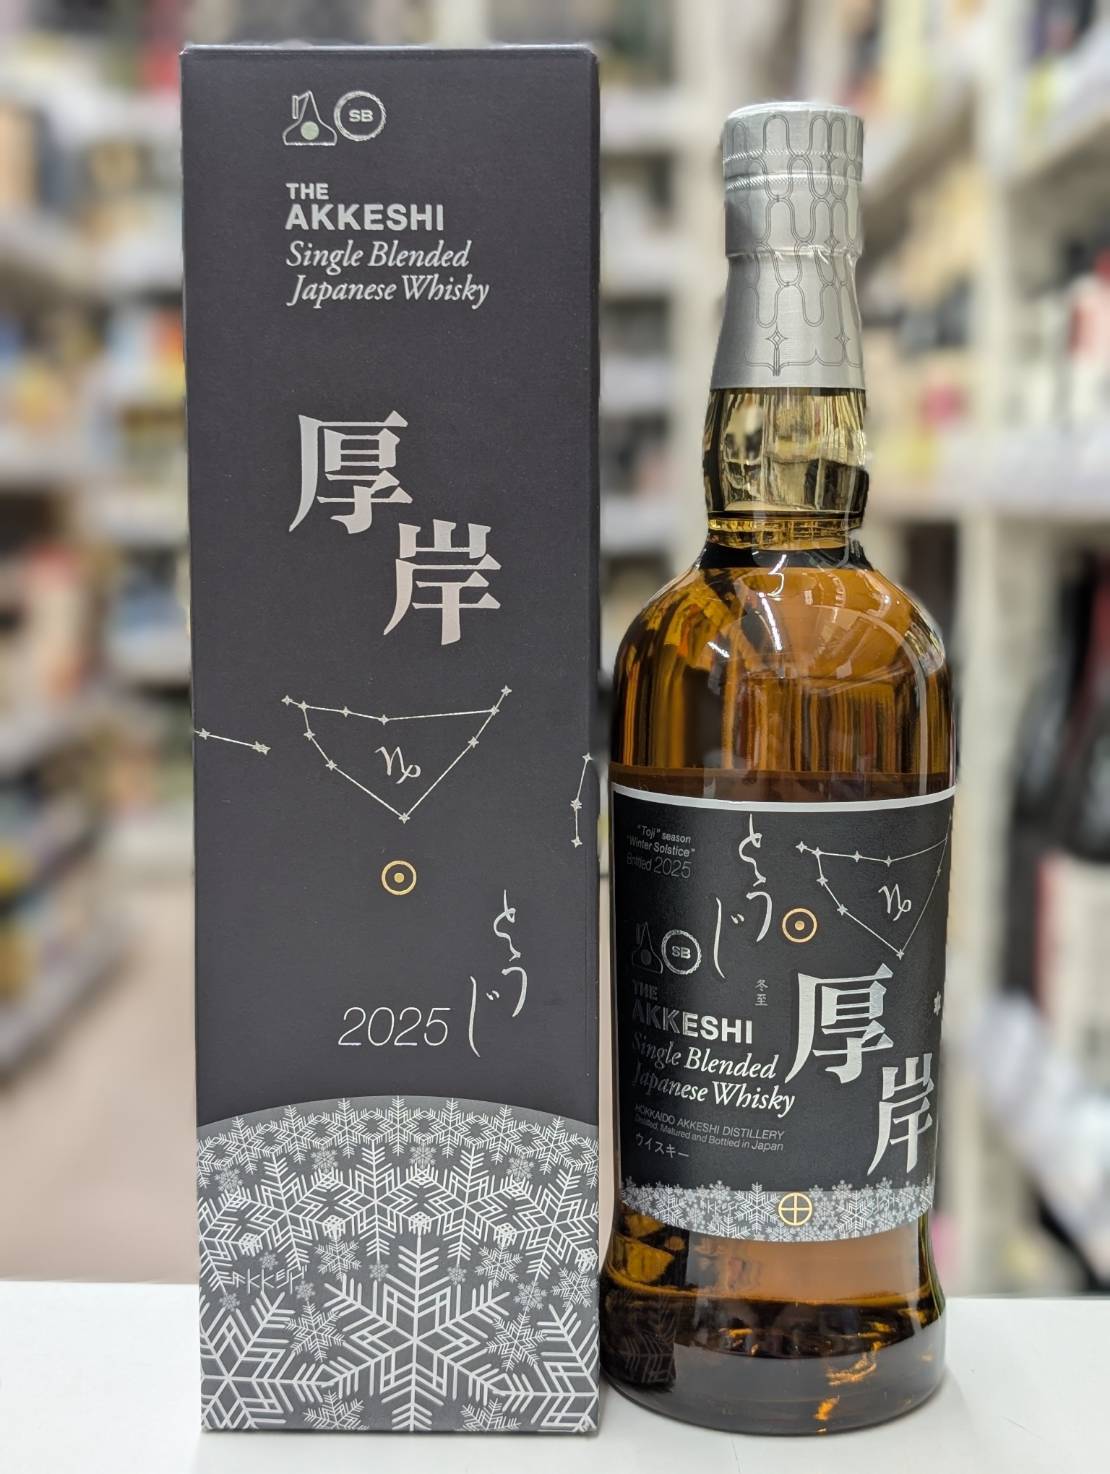 SB
THE
AKKESHI
Single Blended
Japanese Whisky
厚岸
とうじ
2025
"Toji" season
"Winter Solstice"
Bottled 2025
とうじ
冬至
SB
THE
AKKESHI
Single Blended
Japanese Whisky
厚岸
HOKKAIDO AKKESHI DISTILLERY
Distilled, Matured and Bottled in Japan
ウイスキー